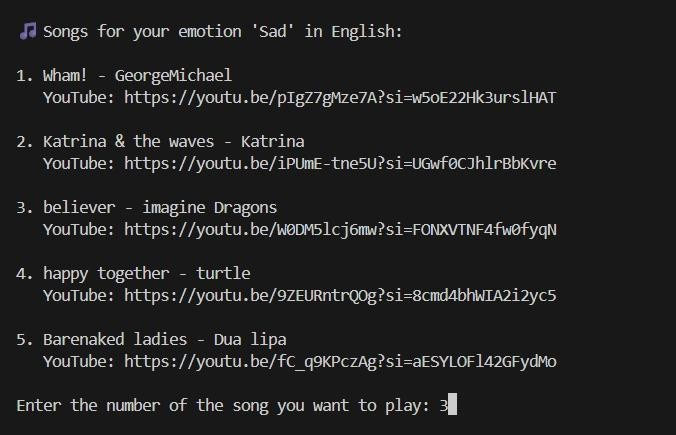 🎵 Songs for your emotion 'Sad' in English:
1. Wham! - GeorgeMichael
YouTube: https://youtu.be/pIgZ7gMze7A?si=w5oE22Hk3urslHAT
2. Katrina & the waves - Katrina
YouTube: https://youtu.be/iPUmE-tne5U?si=UGwf0CJhlrBbKvre
3. believer - imagine Dragons
YouTube: https://youtu.be/W0DM5lcj6mw?si=FONXVTNF4fw0fyqN
4. happy together - turtle
YouTube: https://youtu.be/9ZEURntrQOg?si=8cmd4bhWIA2i2yc5
5. Barenaked ladies - Dua lipa
YouTube: https://youtu.be/fC_q9KPczAg?si=aESYLOFl42GFydMo
Enter the number of the song you want to play: 3